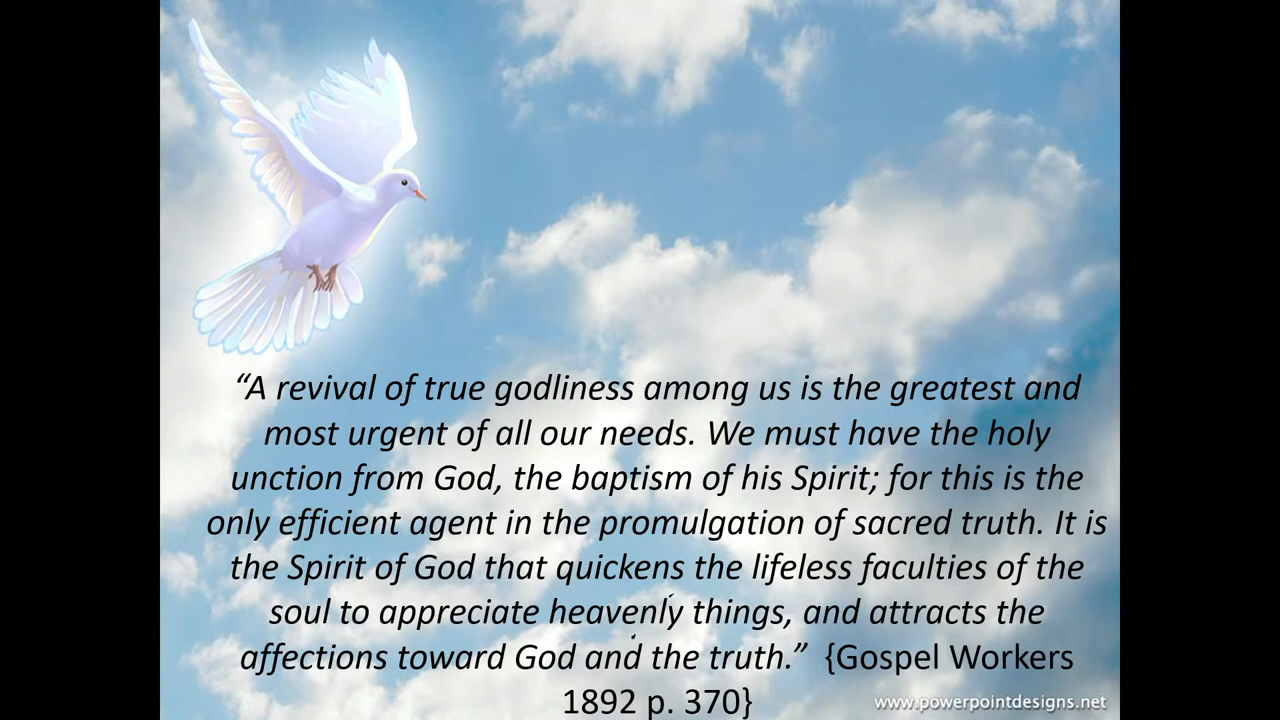 “A revival of true godliness among us is the greatest and
most urgent of all our needs. We must have the holy
unction from God, the baptism of his Spirit; for this is the
only efficient agent in the promulgation of sacred truth. It is
the Spirit of God that quickens the lifeless faculties of the
soul to appreciate heavenly things, and attracts the
affections toward God and the truth.” {Gospel Workers
1892 p. 370}
www.powerpointdesigns.net